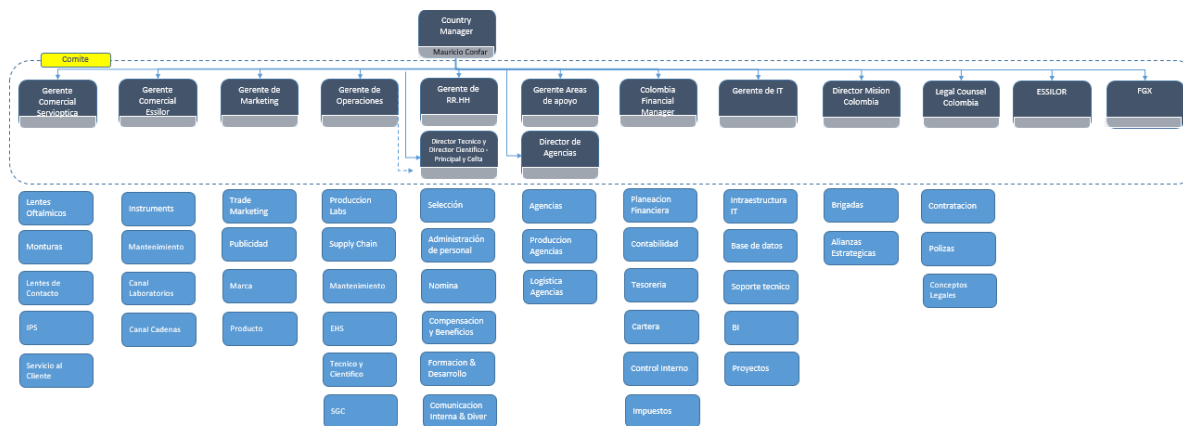 Country
Manager
Mauricio Confar
Comite
Gerente
Comercial
Servioptica
Gerente
Comercial
Essilor
Gerente de
Marketing
Gerente de
Operaciones
Gerente de
RR.HH
Gerente Areas
de apoyo
Colombia
Financial
Manager
Gerente de IT
Director Mision
Colombia
Legal Counsel
Colombia
ESSILOR
FGX
Director Tecnico y
Director Cientifico -
Principal y Celta
Director de
Agencias
Lentes
Oftalmicos
Monturas
Lentes de
Contacto
IPS
Servicio al
Cliente
Instruments
Mantenimiento
Canal
Laboratorios
Canal Cadenas
Trade
Marketing
Publicidad
Marca
Producto
Produccion
Labs
Supply Chain
Mantenimiento
EHS
Tecnico y
Cientifico
SGC
Selección
Administración
de personal
Nomina
Compensacion
y Beneficios
Formacion &
Desarrollo
Comunicacion
Interna & Diver
Agencias
Produccion
Agencias
Logistica
Agencias
Planeacion
Financiera
Contabilidad
Tesoreria
Cartera
Control Interno
Impuestos
Intraestructura
IT
Base de datos
Soporte tecnico
BI
Proyectos
Brigadas
Alianzas
Estrategicas
Contratacion
Polizas
Conceptos
Legales